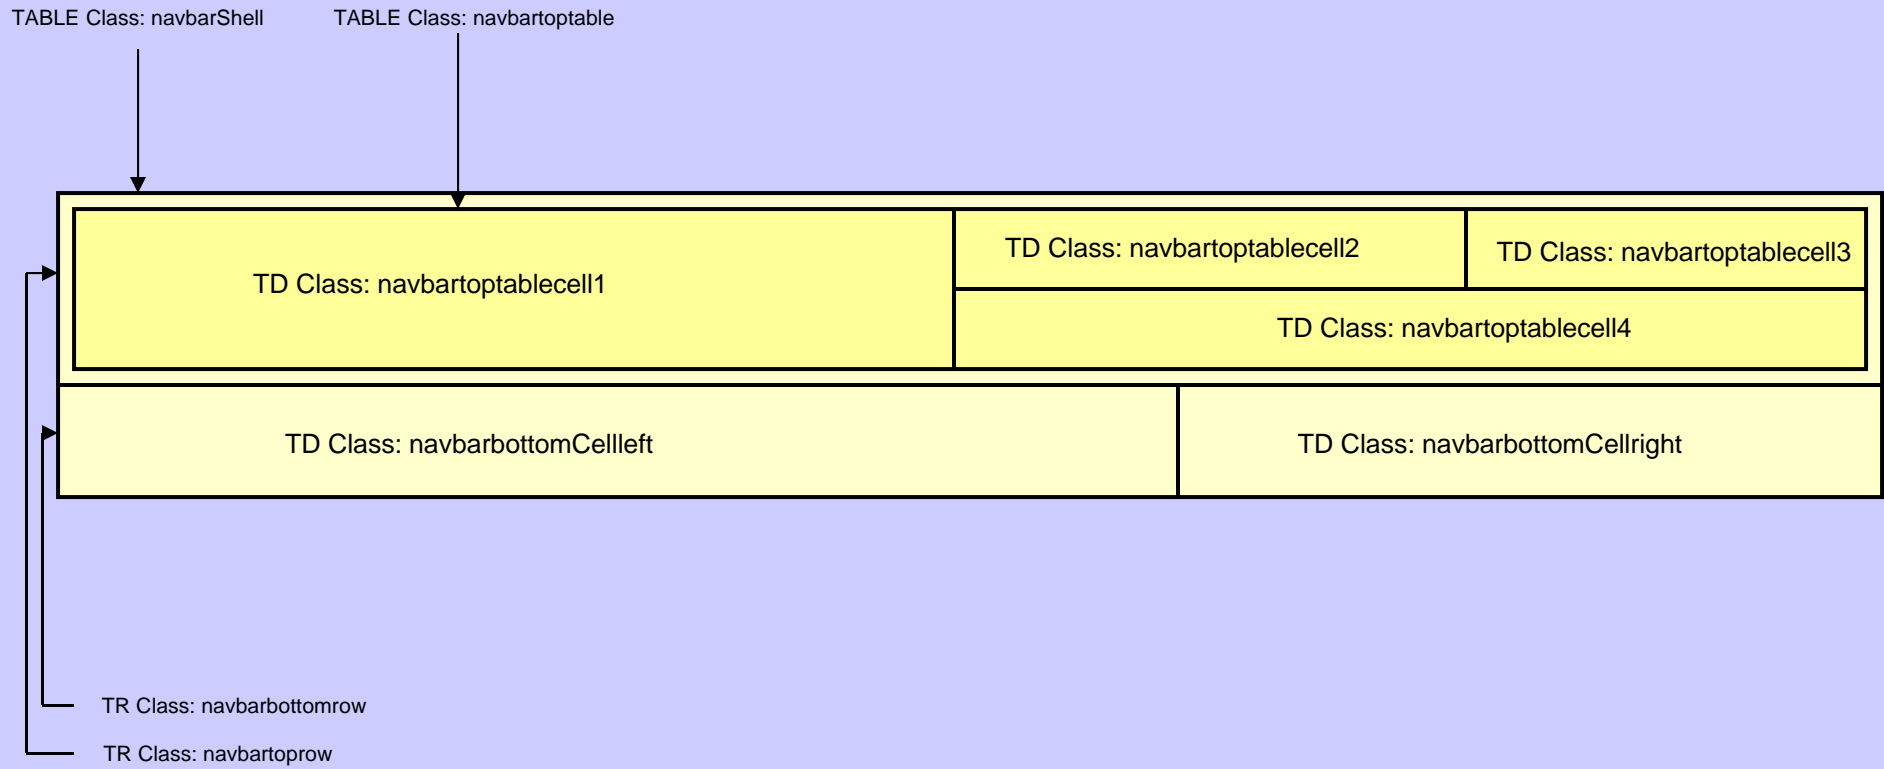 TABLE Class: navbarShell
TABLE Class: navbartoptable
TD Class: navbartoptablecell1
TD Class: navbartoptablecell2
TD Class: navbartoptablecell3
TD Class: navbartoptablecell4
TD Class: navbarbottomCellleft
TD Class: navbarbottomCellright
TR Class: navbarbottomrow
TR Class: navbartoprow